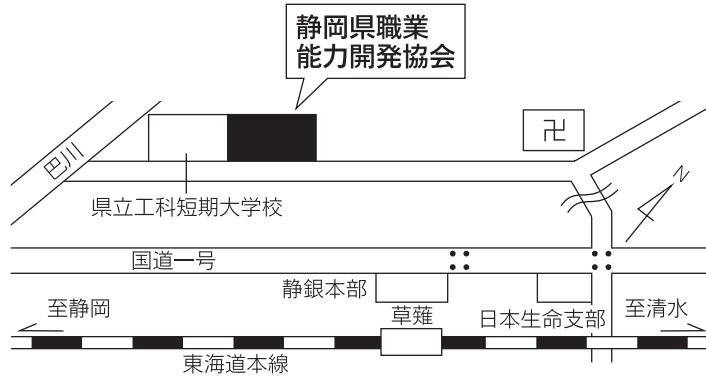 静岡県職業
能力開発協会
卍
巴川
N
県立工科短期大学校
国道一号
静銀本部
至静岡
草薙
日本生命支部
至清水
東海道本線